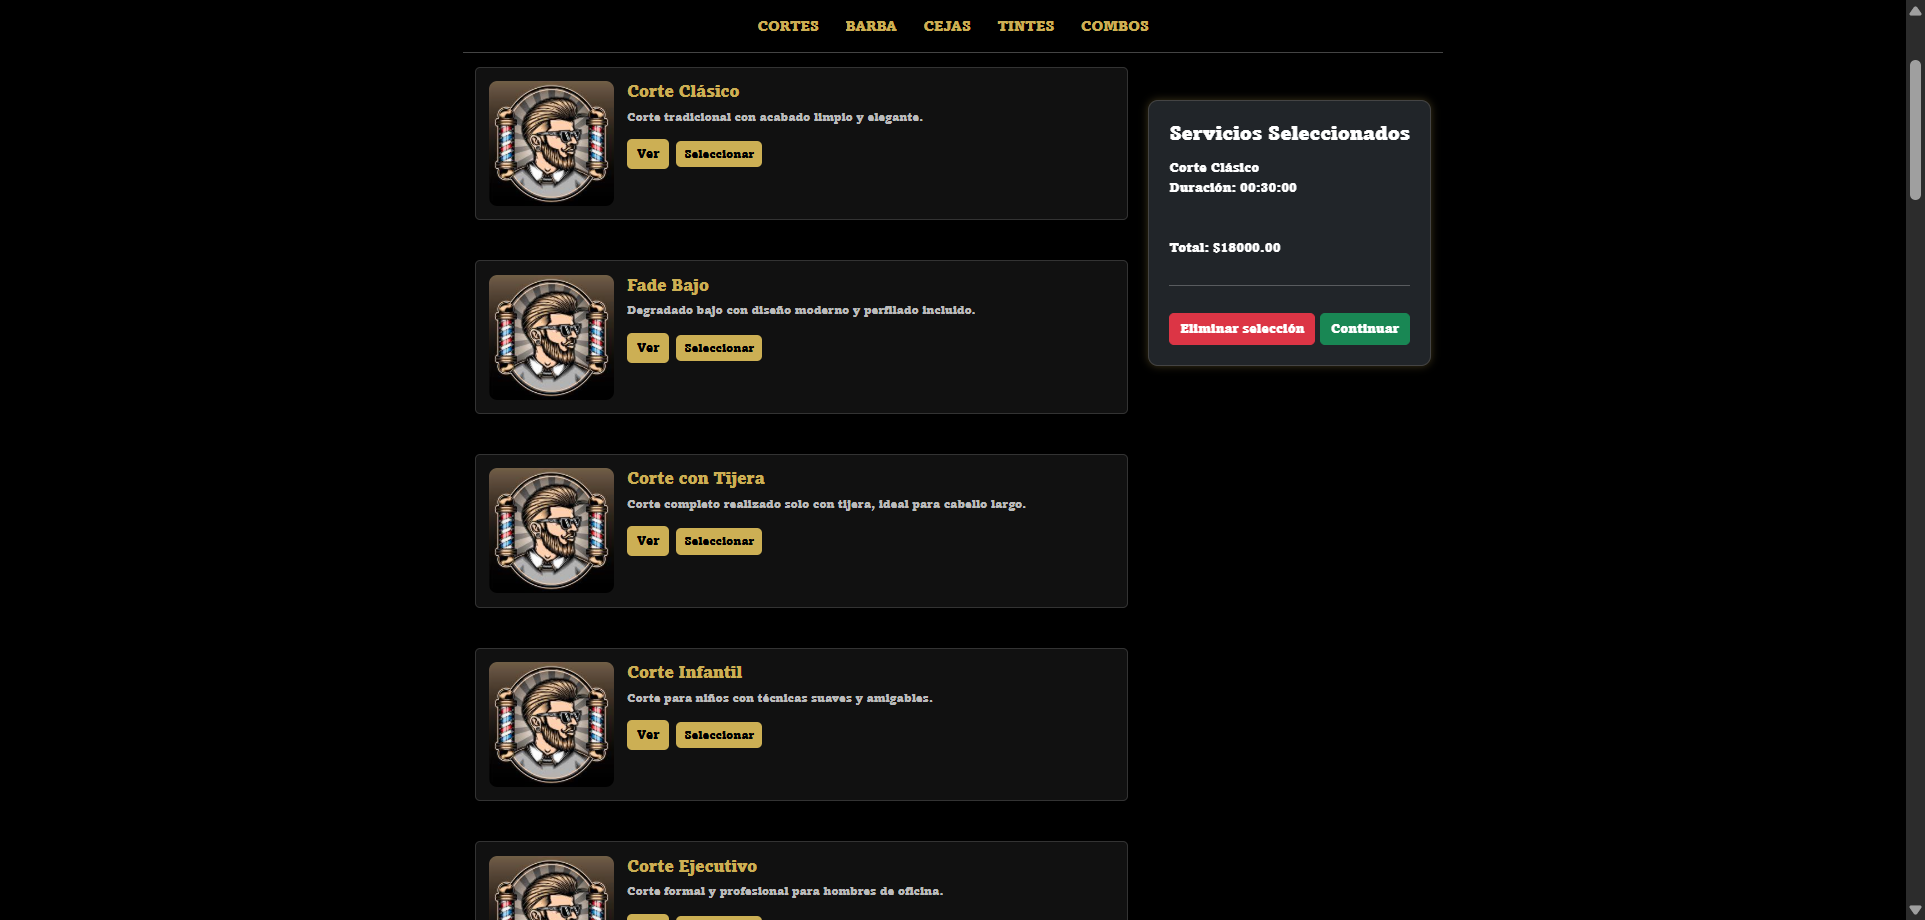 CORTES BARBA CEJAS TINTES COMBOS
Corte Clásico
Corte tradicional con acabado limpio y elegante.
Ver Seleccionar
Fade Bajo
Degradado bajo con diseño moderno y perfilado incluido.
Ver Seleccionar
Corte con Tijera
Corte completo realizado solo con tijera, ideal para cabello largo.
Ver Seleccionar
Corte Infantil
Corte para niños con técnicas suaves y amigables.
Ver Seleccionar
Corte Ejecutivo
Corte formal y profesional para hombres de oficina.
Servicios Seleccionados
Corte Clásico
Duración: 00:30:00
Total: $18000.00
Eliminar selección Continuar